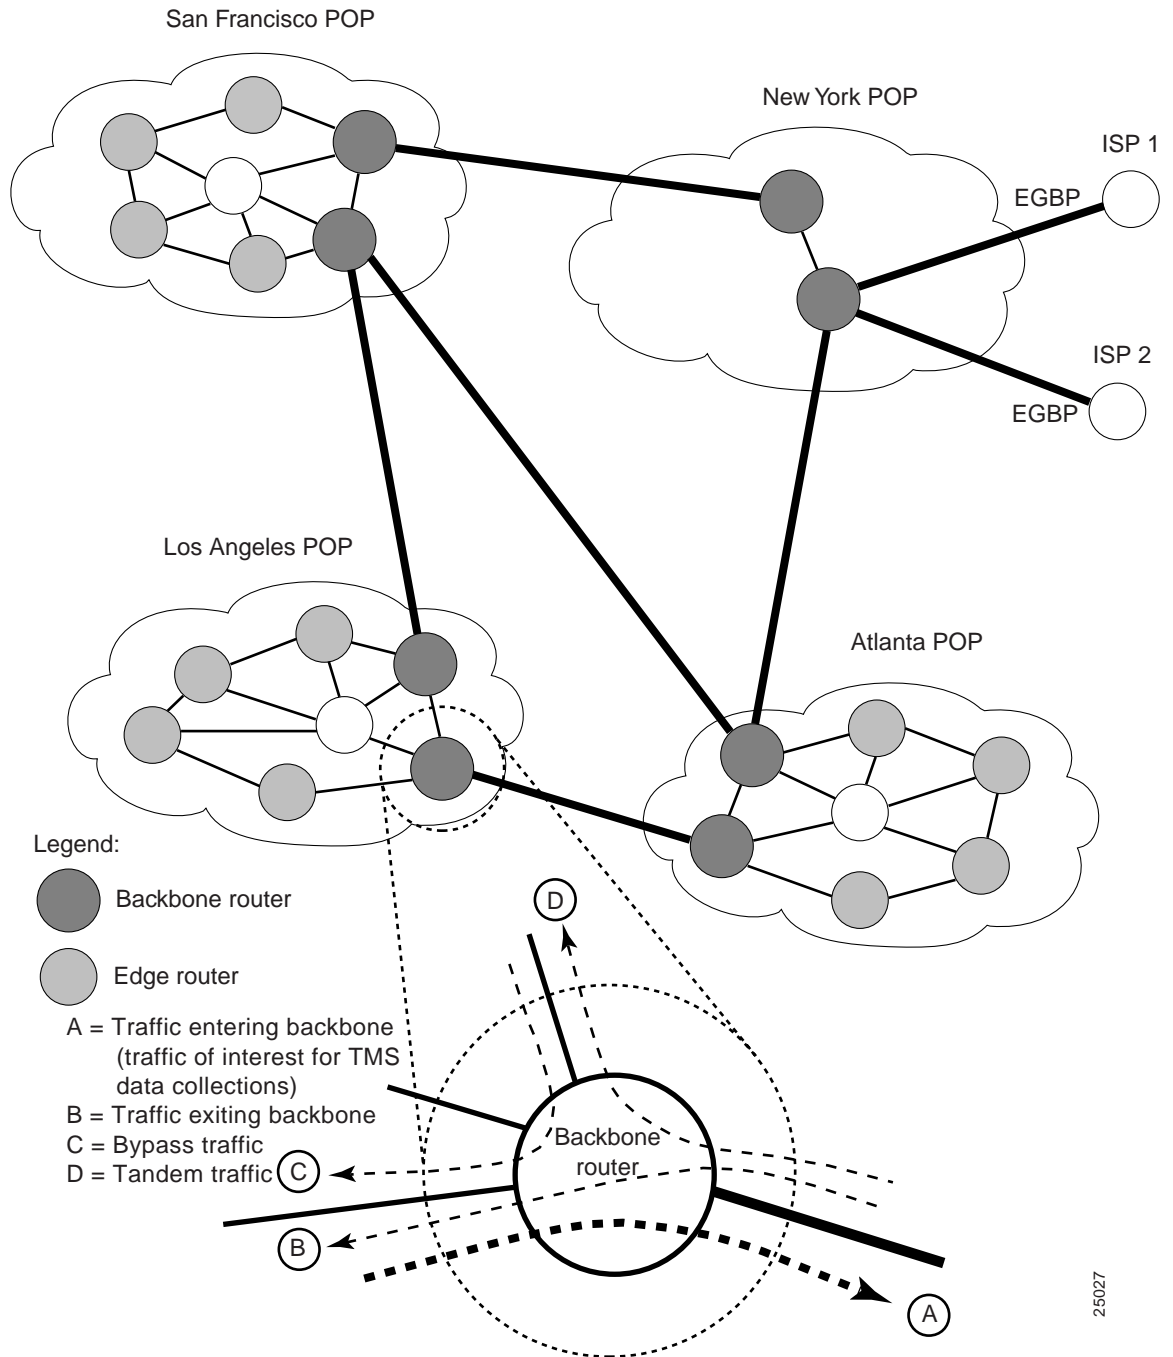 San Francisco POP
New York POP
ISP 1
EGBP
ISP 2
EGBP
Los Angeles POP
Atlanta POP
Legend:
Backbone router
Edge router
A = Traffic entering backbone
(traffic of interest for TMS
data collections)
B = Traffic exiting backbone
C = Bypass traffic
D = Tandem traffic
D
Backbone
router
C
B
A
25027